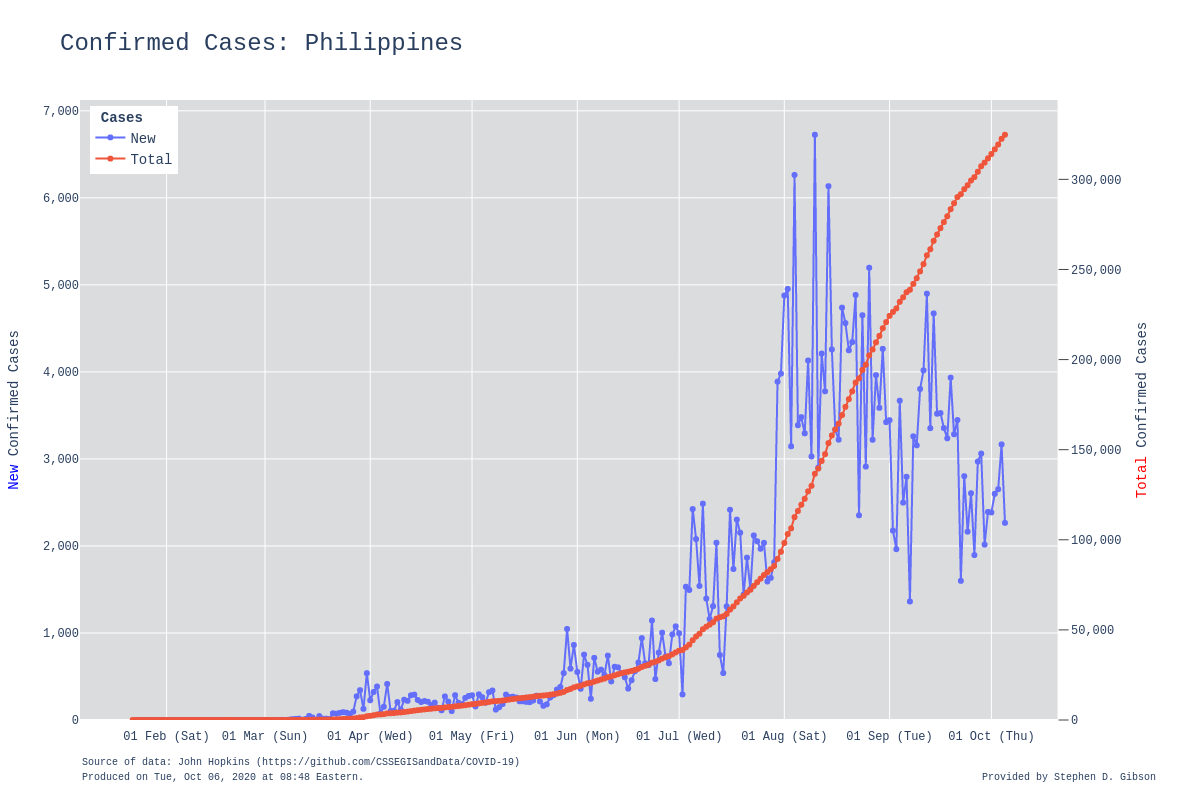 Confirmed Cases: Philippines
Cases
New
Total
7,000
6,000
5,000
4,000
3,000
2,000
1,000
0
300,000
250,000
200,000
150,000
100,000
50,000
0
New Confirmed Cases
Total Confirmed Cases
01 Feb (Sat) 01 Mar (Sun) 01 Apr (Wed) 01 May (Fri) 01 Jun (Mon) 01 Jul (Wed) 01 Aug (Sat) 01 Sep (Tue) 01 Oct (Thu)
Source of data: John Hopkins (https://github.com/CSSEGISandData/COVID-19)
Produced on Tue, Oct 06, 2020 at 08:48 Eastern.
Provided by Stephen D. Gibson